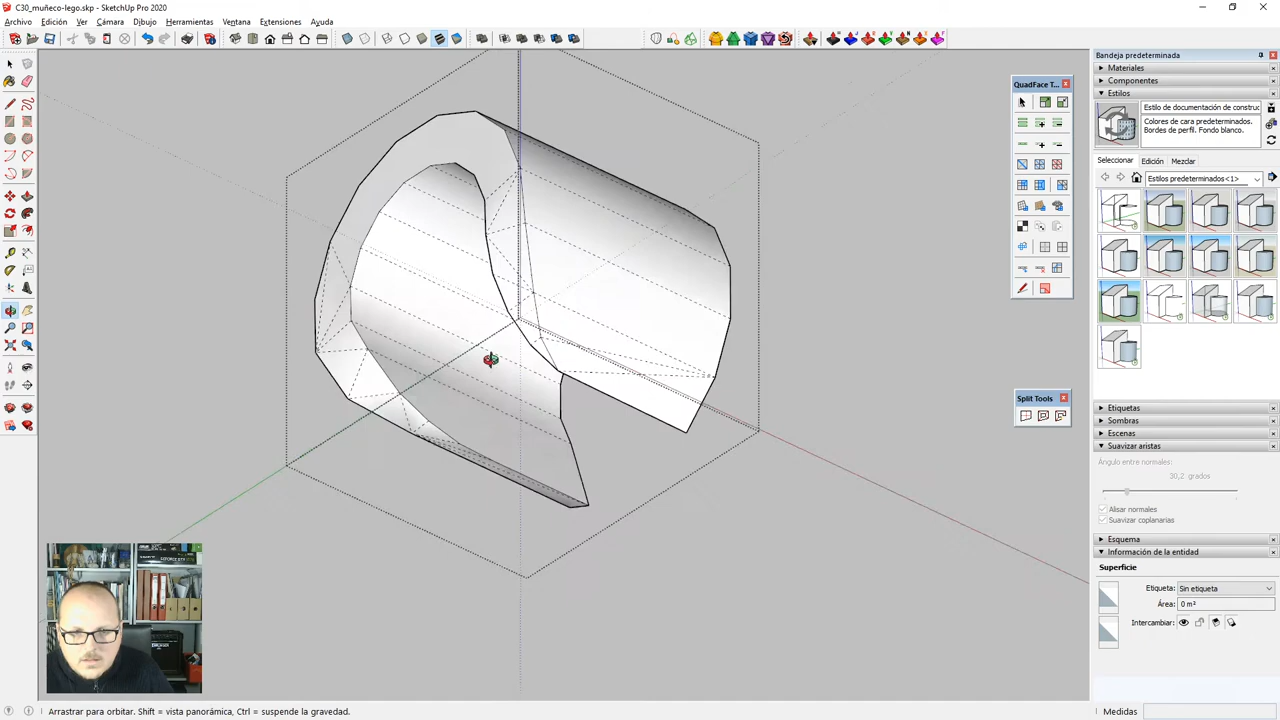 C30_muñeco-lego.skp - SketchUp Pro 2020
Archivo Edición Ver Cámara Dibujo Herramientas Ventana Extensiones Ayuda
Bandeja predeterminada
Materiales
Componentes
Estilos
Estilo de documentación de construc
Colores de cara predeterminados.
Bordes de perfil. Fondo blanco.
Seleccionar Edición Mezclar
Estilos predeterminados<1>
QuadFace T...
Split Tools
Etiquetas
Sombras
Escenas
Suavizar aristas
Ángulo entre normales:
30,2 grados
Alisar normales
Suavizar coplanarias
Esquema
Información de la entidad
Superficie
Etiqueta: Sin etiqueta
Área: 0 m²
Intercambiar:
Arrastrar para orbitar. Shift = vista panorámica, Ctrl = suspende la gravedad.
Medidas